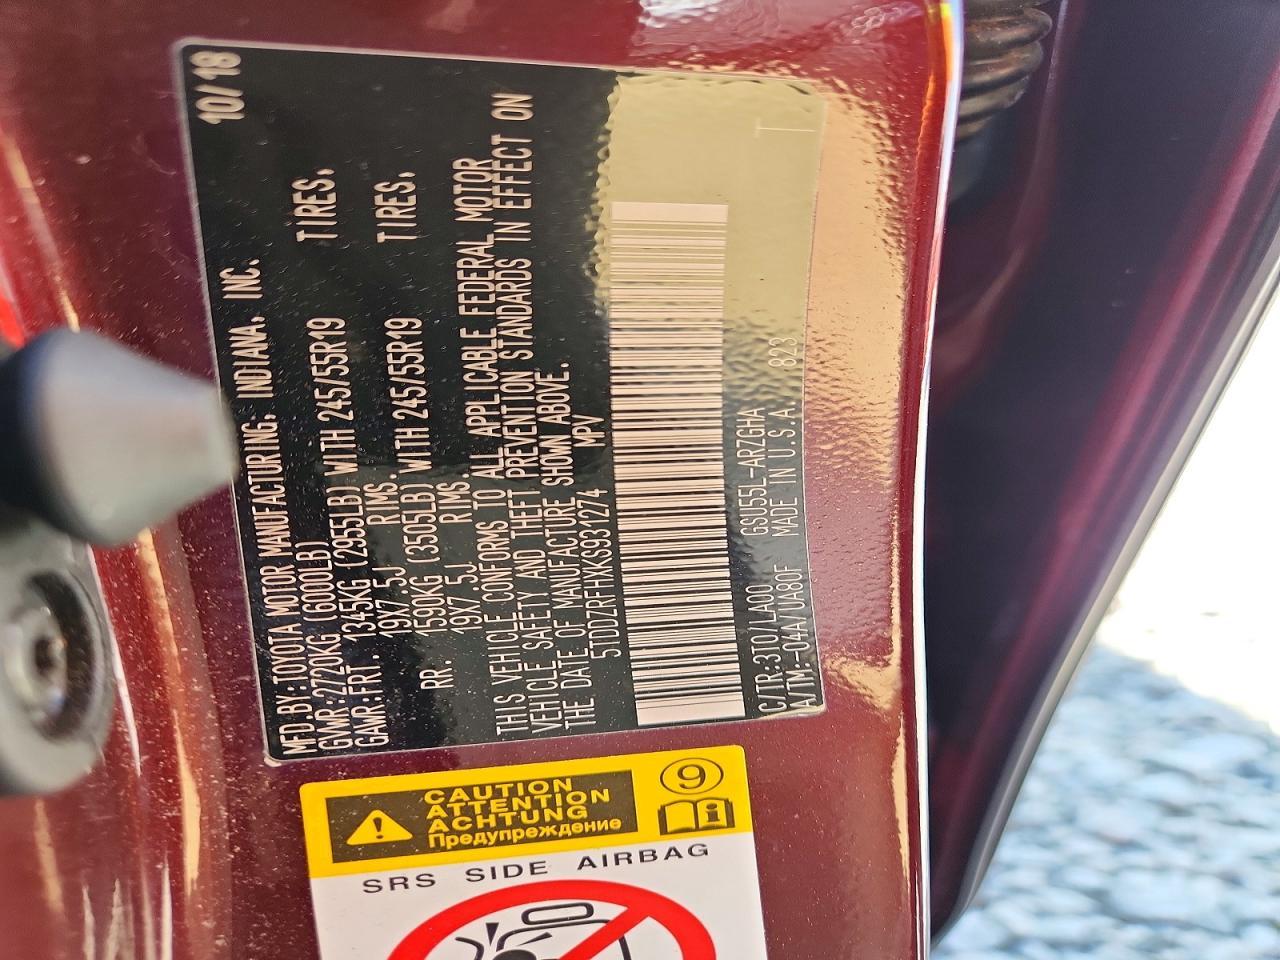 10/18
MFD.BY:TOYOTA MOTOR MANUFACTURING, INDIANA, INC.
GVWR:2720KG (6000LB)
GAWR:FRT. 1345KG (2955LB) WITH 245/55R19 TIRES.
19X7.5J RIMS.
RR. 1590KG (3505LB) WITH 245/55R19 TIRES.
19X7.5J RIMS.
THIS VEHICLE CONFORMS TO ALL APPLICABLE FEDERAL MOTOR
VEHICLE SAFETY AND THEFT PREVENTION STANDARDS IN EFFECT ON
THE DATE OF MANUFACTURE SHOWN ABOVE.
5TDDZRFHXKS931274 MPV
C/TR:3T0/LA00 GSU55L-ARZGHA
A/TM:-04A/UA80F MADE IN U.S.A. 823
CAUTION
ATTENTION
ACHTUNG
Предупреждение
9
SRS SIDE AIRBAG